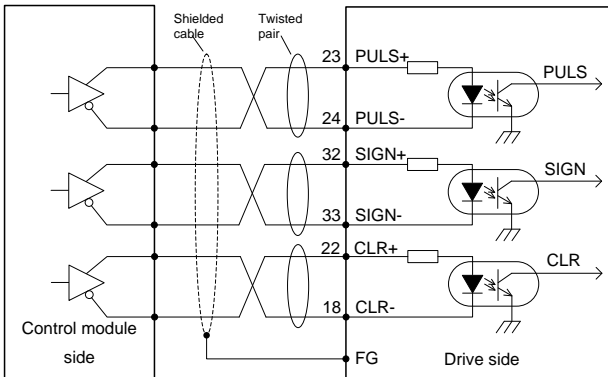 Shielded
cable
Twisted
pair
23 PULS+
PULS
24 PULS-
32 SIGN+
SIGN
33 SIGN-
22 CLR+
CLR
18 CLR-
Control module
side
FG
Drive side